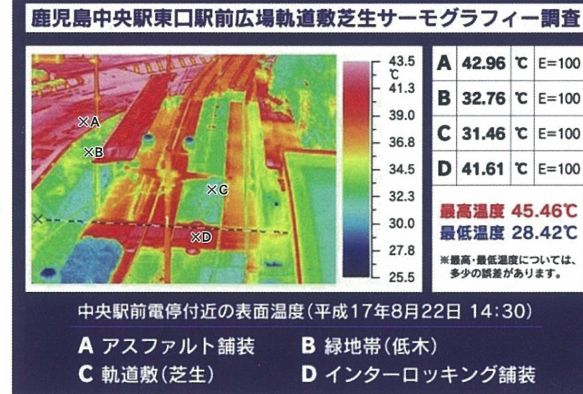 鹿児島中央駅東口駅前広場軌道敷芝生サーモグラフィー調査
43.5
℃
41.3
39.0
36.8
34.5
32.3
30.0
27.8
25.5
×A
×B
×C
×D
×
A 42.96 ℃ E=100
B 32.76 ℃ E=100
C 31.46 ℃ E=100
D 41.61 ℃ E=100
最高温度 45.46℃
最低温度 28.42℃
※最高・最低温度については、
多少の誤差があります。
中央駅前電停付近の表面温度(平成17年8月22日 14:30)
A アスファルト舗装 B 緑地帯(低木)
C 軌道敷(芝生) D インターロッキング舗装